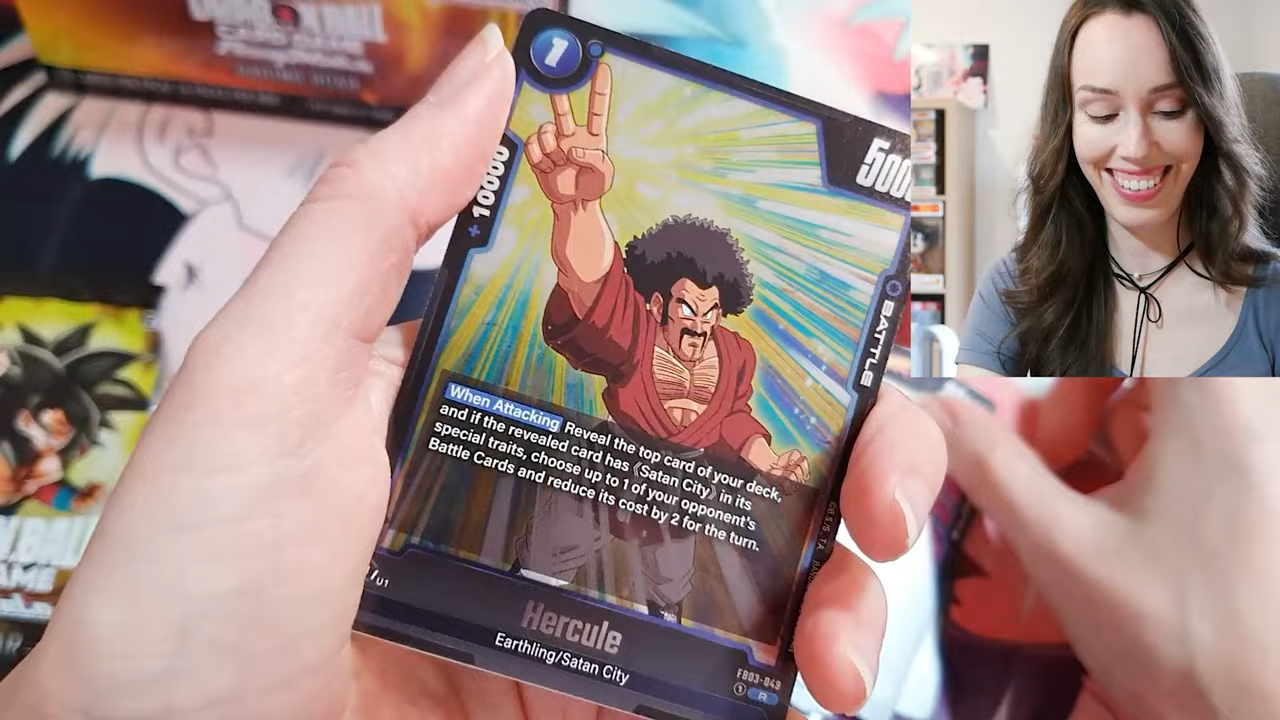 1
500
+ 10000
BATTLE
When Attacking Reveal the top card of your deck,
and if the revealed card has《Satan City》in its
special traits, choose up to 1 of your opponent's
Battle Cards and reduce its cost by 2 for the turn.
Hercule
Earthling/Satan City
FB03-049
1 R